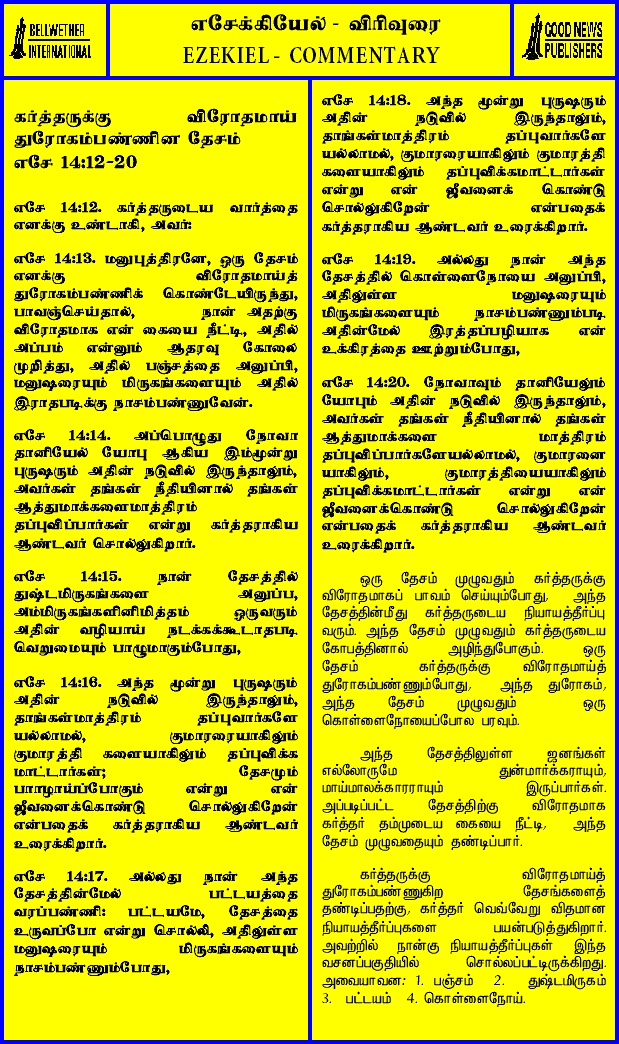 BELLWETHER
INTERNATIONAL
எசேக்கியேல் - விரிவுரை
EZEKIEL - COMMENTARY
GOOD NEWS
PUBLISHERS
கர்த்தருக்கு விரோதமாய்
துரோகம்பண்ணின தேசம்
எசே 14:12-20
எசே 14:12. கர்த்தருடைய வார்த்தை
எனக்கு உண்டாகி, அவர்:
எசே 14:13. மனுபுத்திரனே, ஒரு தேசம்
எனக்கு விரோதமாய்த்
துரோகம்பண்ணிக் கொண்டேயிருந்து,
பாவஞ்செய்தால், நான் அதற்கு
விரோதமாக என் கையை நீட்டி, அதில்
அப்பம் என்னும் ஆதரவு கோலை
முறித்து, அதில் பஞ்சத்தை அனுப்பி,
மனுஷரையும் மிருகங்களையும் அதில்
இராதபடிக்கு நாசம்பண்ணுவேன்.
எசே 14:14. அப்பொழுது நோவா
தானியேல் யோபு ஆகிய இம்மூன்று
புருஷரும் அதின் நடுவில் இருந்தாலும்,
அவர்கள் தங்கள் நீதியினால் தங்கள்
ஆத்துமாக்களைமாத்திரம்
தப்புவிப்பார்கள் என்று கர்த்தராகிய
ஆண்டவர் சொல்லுகிறார்.
எசே 14:15. நான் தேசத்தில்
துஷ்டமிருகங்களை அனுப்ப,
அம்மிருகங்களினிமித்தம் ஒருவரும்
அதின் வழியாய் நடக்கக்கூடாதபடி
வெறுமையும் பாழுமாகும்போது,
எசே 14:16. அந்த மூன்று புருஷரும்
அதின் நடுவில் இருந்தாலும்,
தாங்கள்மாத்திரம் தப்புவார்களே
யல்லாமல், குமாரரையாகிலும்
குமாரத்தி களையாகிலும் தப்புவிக்க
மாட்டார்கள்; தேசமும்
பாாழாய்ப்போகும் என்று என்
ஜீவனைக்கொண்டு சொல்லுகிறேன்
என்பதைக் கர்த்தராகிய ஆண்டவர்
உரைக்கிறார்.
எசே 14:17. அல்லது நான் அந்த
தேசத்தின்மேல் பட்டயத்தை
வரப்பண்ணி: பட்டயமே, தேசத்தை
உருவப்போ என்று சொல்லி, அதிலுள்ள
மனுஷரையும் மிருகங்களையும்
நாசம்பண்ணும்போது,
எசே 14:18. அந்த மூன்று புருஷரும்
அதின் நடுவில் இருந்தாலும்,
தாங்கள்மாத்திரம் தப்புவார்களே
யல்லாமல், குமாரரையாகிலும் குமாரத்தி
களையாகிலும் தப்புவிக்கமாட்டார்கள்
என்று என் ஜீவனைக் கொண்டு
சொல்லுகிறேன் என்பதைக்
கர்த்தராகிய ஆண்டவர் உரைக்கிறார்.
எசே 14:19. அல்லது நான் அந்த
தேசத்தில் கொள்ளைநோயை அனுப்பி,
அதிலுள்ள மனுஷரையும்
மிருகங்களையும் நாசம்பண்ணும்படி
அதின்மேல் இரத்தப்பழியாக என்
உக்கிரத்தை ஊற்றும்போது,
எசே 14:20. நோவாவும் தானியேலும்
யோபும் அதின் நடுவில் இருந்தாலும்,
அவர்கள் தங்கள் நீதியினால் தங்கள்
ஆத்துமாக்களை மாத்திரம்
தப்புவிப்பார்களேயல்லாமல், குமாரனை
யாகிலும், குமாரத்தியையாகிலும்
தப்புவிக்கமாட்டார்கள் என்று என்
ஜீவனைக்கொண்டு சொல்லுகிறேன்
என்பதைக் கர்த்தராகிய ஆண்டவர்
உரைக்கிறார்.
ஒரு தேசம் முழுவதும் கர்த்தருக்கு
விரோதமாகப் பாவம் செய்யும்போது, அந்த
தேசத்தின்மீது கர்த்தருடைய நியாயத்தீர்ப்பு
வரும். அந்த தேசம் முழுவதும் கர்த்தருடைய
கோபத்தினால் அழிந்துபோகும். ஒரு
தேசம் கர்த்தருக்கு விரோதமாய்த்
துரோகம்பண்ணும்போது, அந்த துரோகம்,
அந்த தேசம் முழுவதும் ஒரு
கொள்ளைநோயைப்போல பரவும்.
அந்த தேசத்திலுள்ள ஜனங்கள்
எல்லோருமே துன்மார்க்கராயும்,
மாய்மாலக்காரராயும் இருப்பார்கள்.
அப்படிப்பட்ட தேசத்திற்கு விரோதமாக
கர்த்தர் தம்முடைய கையை நீட்டி, அந்த
தேசம் முழுவதையும் தண்டிப்பார்.
கர்த்தருக்கு விரோதமாய்த்
துரோகம்பண்ணுகிற தேசங்களைத்
தண்டிப்பதற்கு, கர்த்தர் வெவ்வேறு விதமான
நியாயத்தீர்ப்புகளை பயன்படுத்துகிறார்.
அவற்றில் நான்கு நியாயத்தீர்ப்புகள் இந்த
வசனப்பகுதியில் சொல்லப்பட்டிருக்கிறது.
அவையாவன: 1. பஞ்சம் 2. துஷ்டமிருகம்
3. பட்டயம் 4. கொள்ளைநோய்.